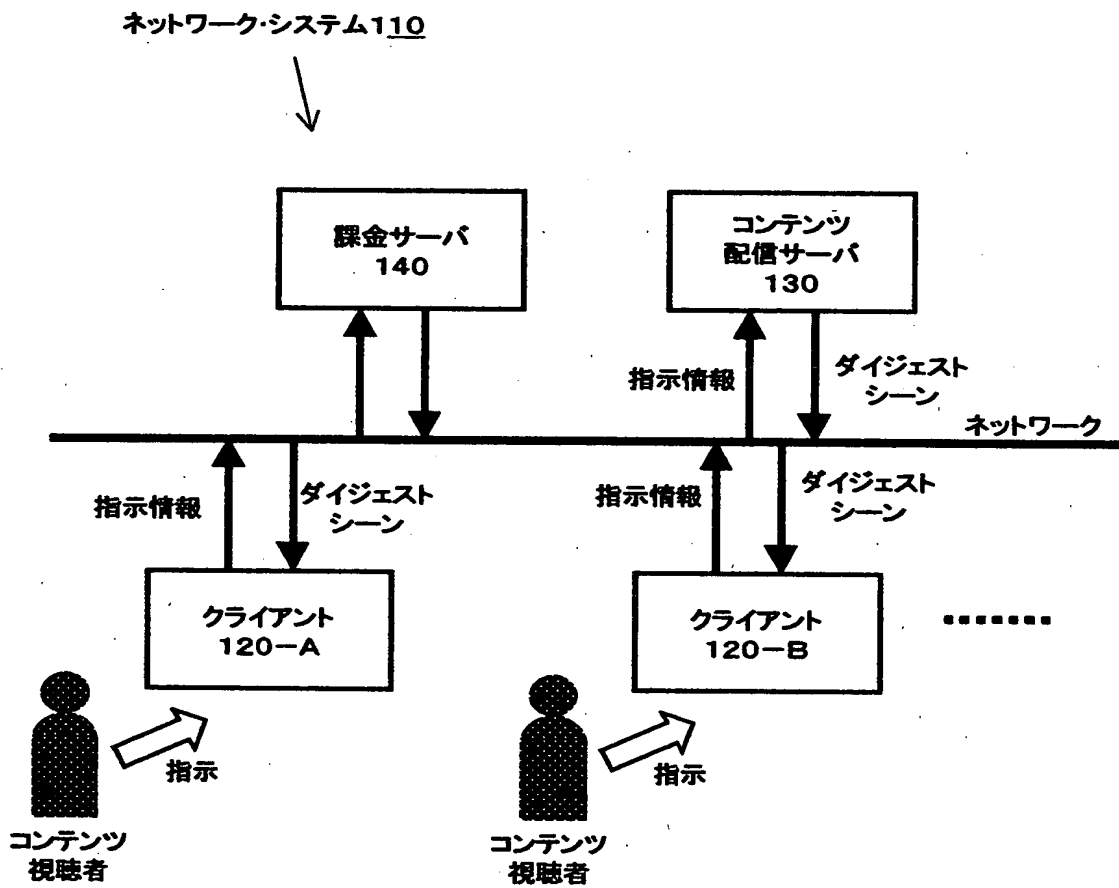 ネットワーク・システム110
課金サーバ
140
コンテンツ
配信サーバ
130
指示情報
ダイジェスト
シーン
ネットワーク
指示情報
ダイジェスト
シーン
指示情報
ダイジェスト
シーン
クライアント
120－A
クライアント
120－B
指示
指示
コンテンツ
視聴者
コンテンツ
視聴者